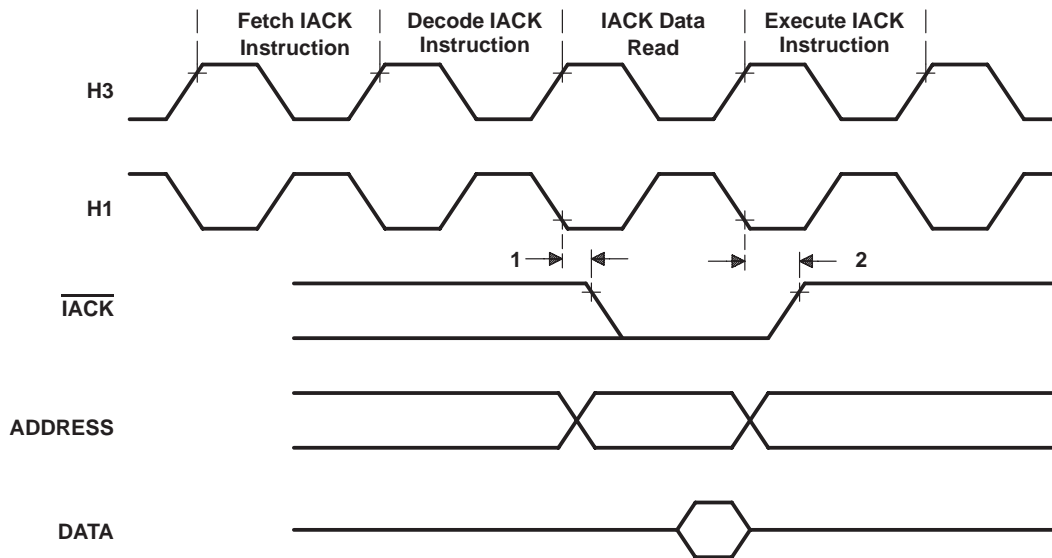 Fetch IACK
Instruction
Decode IACK
Instruction
IACK Data
Read
Execute IACK
Instruction
H3
H1
1
2
IACK
ADDRESS
DATA